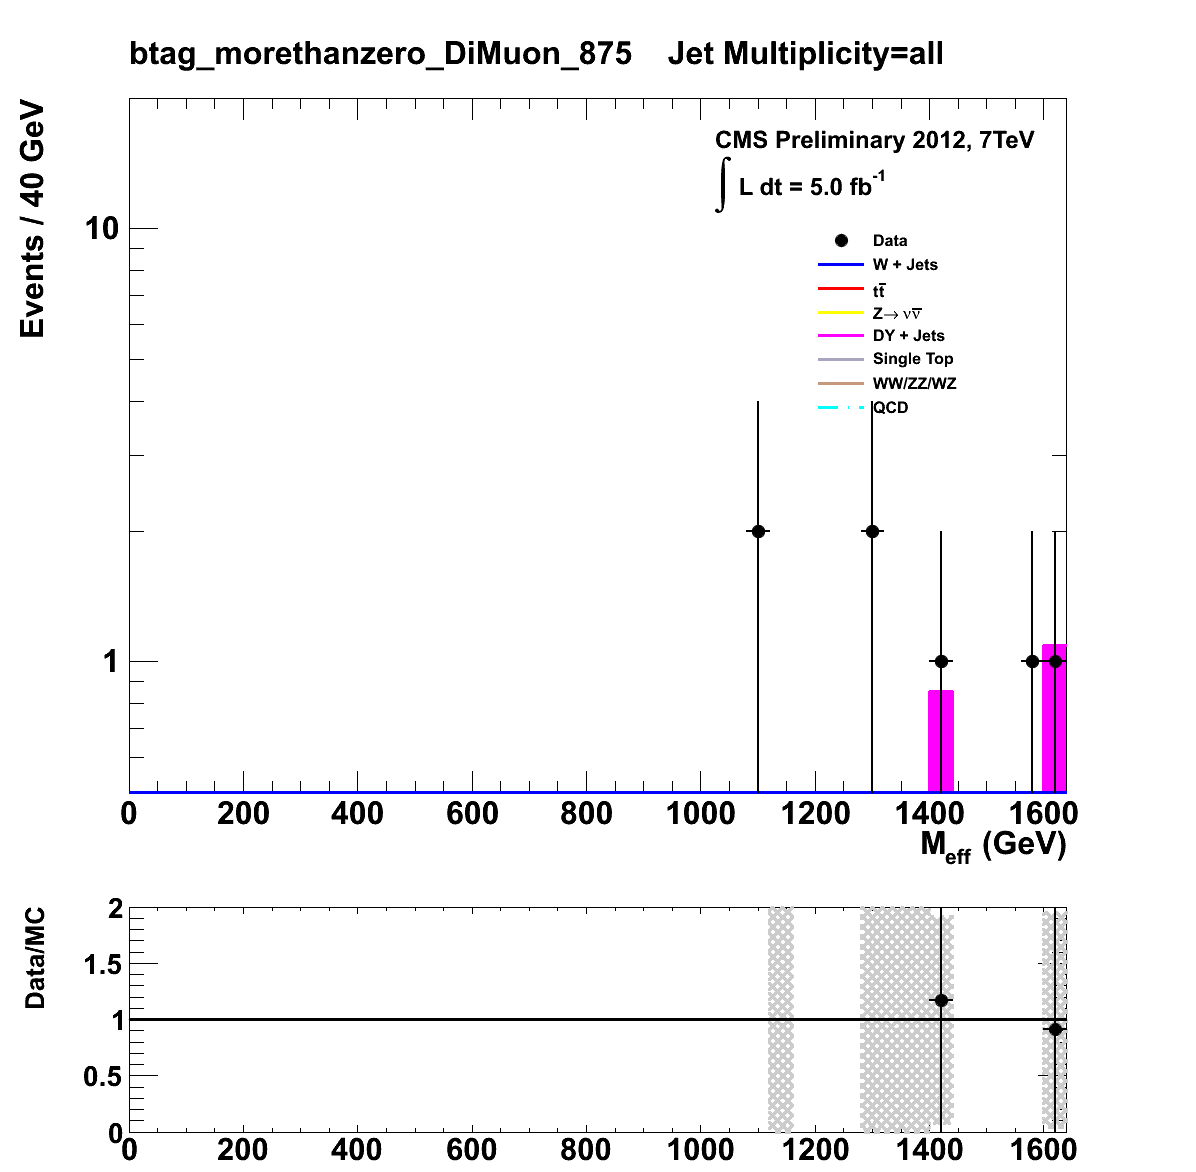 btag_morethanzero_DiMuon_875 Jet Multiplicity=all
Events / 40 GeV
CMS Preliminary 2012, 7TeV
∫ L dt = 5.0 fb⁻¹
Data
W + Jets
tt̅
Z→ νν̅
DY + Jets
Single Top
WW/ZZ/WZ
QCD
10
1
0 200 400 600 800 1000 1200 1400 1600
M_eff (GeV)
Data/MC
2
1.5
1
0.5
0
0 200 400 600 800 1000 1200 1400 1600